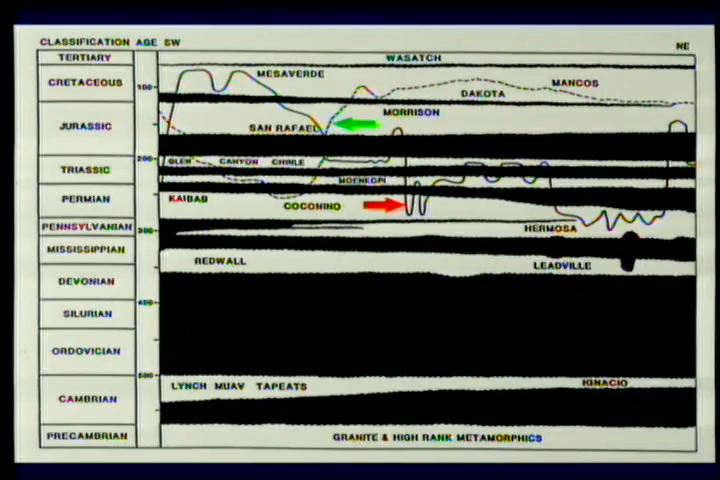 CLASSIFICATION AGE SW NE
TERTIARY WASATCH
CRETACEOUS MESAVERDE MANCOS
100 DAKOTA
MORRISON
JURASSIC SAN RAFAEL
200
TRIASSIC GLEN CANYON CHINLE
MOENKOPI
PERMIAN KAIBAB
COCONINO
PENNSYLVANIAN 300 HERMOSA
MISSISSIPPIAN
REDWALL LEADVILLE
DEVONIAN
400
SILURIAN
ORDOVICIAN
500
LYNCH MUAV TAPEATS IGNACIO
CAMBRIAN
PRECAMBRIAN GRANITE & HIGH RANK METAMORPHICS